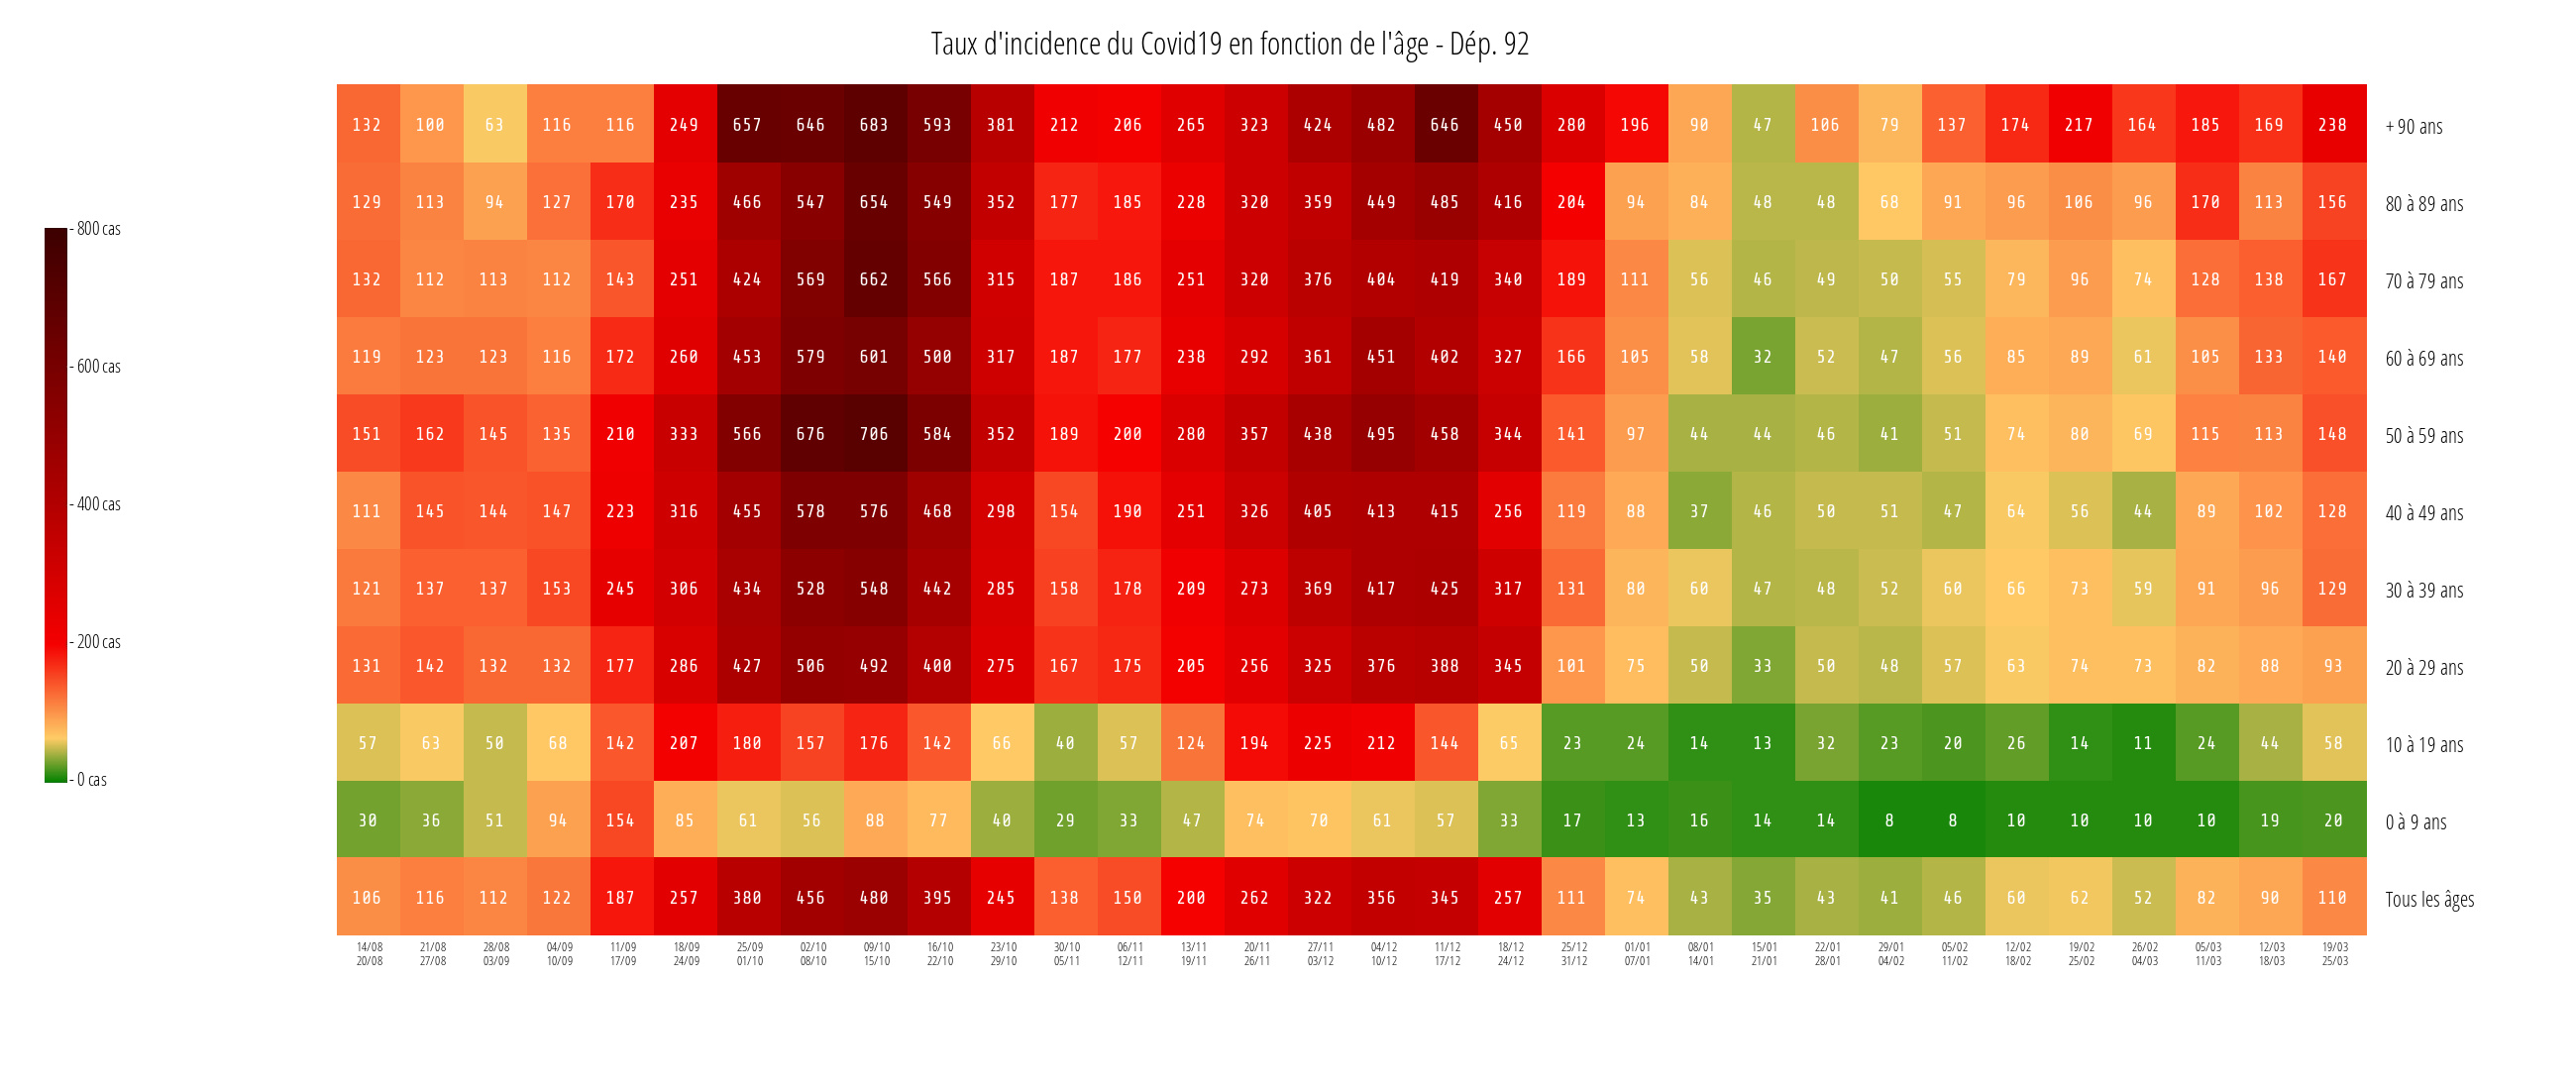 Taux d'incidence du Covid19 en fonction de l'âge - Dép. 92
- 800 cas
- 600 cas
- 400 cas
- 200 cas
- 0 cas
132 100 63 116 116 249 657 646 683 593 381 212 206 265 323 424 482 646 450 280 196 90 47 106 79 137 174 217 164 185 169 238 + 90 ans
129 113 94 127 170 235 466 547 654 549 352 177 185 228 320 359 449 485 416 204 94 84 48 48 68 91 96 106 96 170 113 156 80 à 89 ans
132 112 113 112 143 251 424 569 662 566 315 187 186 251 320 376 404 419 340 189 111 56 46 49 50 55 79 96 74 128 138 167 70 à 79 ans
119 123 123 116 172 260 453 579 601 500 317 187 177 238 292 361 451 402 327 166 105 58 32 52 47 56 85 89 61 105 133 140 60 à 69 ans
151 162 145 135 210 333 566 676 706 584 352 189 200 280 357 438 495 458 344 141 97 44 44 46 41 51 74 80 69 115 113 148 50 à 59 ans
111 145 144 147 223 316 455 578 576 468 298 154 190 251 326 405 413 415 256 119 88 37 46 50 51 47 64 56 44 89 102 128 40 à 49 ans
121 137 137 153 245 306 434 528 548 442 285 158 178 209 273 369 417 425 317 131 80 60 47 48 52 60 66 73 59 91 96 129 30 à 39 ans
131 142 132 132 177 286 427 506 492 400 275 167 175 205 256 325 376 388 345 101 75 50 33 50 48 57 63 74 73 82 88 93 20 à 29 ans
57 63 50 68 142 207 180 157 176 142 66 40 57 124 194 225 212 144 65 23 24 14 13 32 23 20 26 14 11 24 44 58 10 à 19 ans
30 36 51 94 154 85 61 56 88 77 40 29 33 47 74 70 61 57 33 17 13 16 14 14 8 8 10 10 10 10 19 20 0 à 9 ans
106 116 112 122 187 257 380 456 480 395 245 138 150 200 262 322 356 345 257 111 74 43 35 43 41 46 60 62 52 82 90 110 Tous les âges
14/08 21/08 28/08 04/09 11/09 18/09 25/09 02/10 09/10 16/10 23/10 30/10 06/11 13/11 20/11 27/11 04/12 11/12 18/12 25/12 01/01 08/01 15/01 22/01 29/01 05/02 12/02 19/02 26/02 05/03 12/03 19/03
20/08 27/08 03/09 10/09 17/09 24/09 01/10 08/10 15/10 22/10 29/10 05/11 12/11 19/11 26/11 03/12 10/12 17/12 24/12 31/12 07/01 14/01 21/01 28/01 04/02 11/02 18/02 25/02 04/03 11/03 18/03 25/03